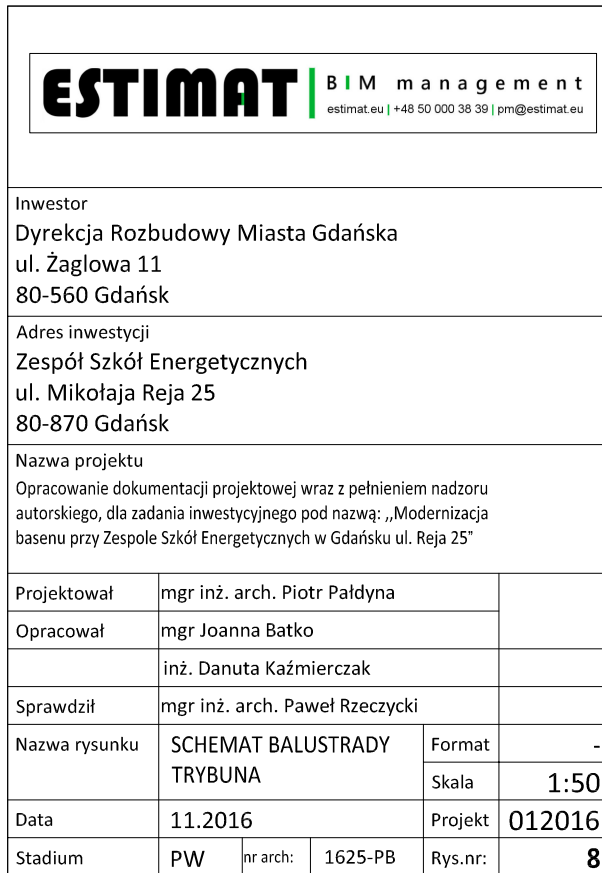 ESTIMAT | BIM management
estimat.eu | +48 50 000 38 39 | pm@estimat.eu
Inwestor
Dyrekcja Rozbudowy Miasta Gdańska
ul. Żaglowa 11
80-560 Gdańsk
Adres inwestycji
Zespół Szkół Energetycznych
ul. Mikołaja Reja 25
80-870 Gdańsk
Nazwa projektu
Opracowanie dokumentacji projektowej wraz z pełnieniem nadzoru
autorskiego, dla zadania inwestycyjnego pod nazwą: ,,Modernizacja
basenu przy Zespole Szkół Energetycznych w Gdańsku ul. Reja 25”
Projektował mgr inż. arch. Piotr Pałdyna
Opracował mgr Joanna Batko
inż. Danuta Kaźmierczak
Sprawdził mgr inż. arch. Paweł Rzeczycki
Nazwa rysunku SCHEMAT BALUSTRADY
TRYBUNA
Format -
Skala 1:50
Data 11.2016 Projekt 012016
Stadium PW nr arch: 1625-PB Rys.nr: 8